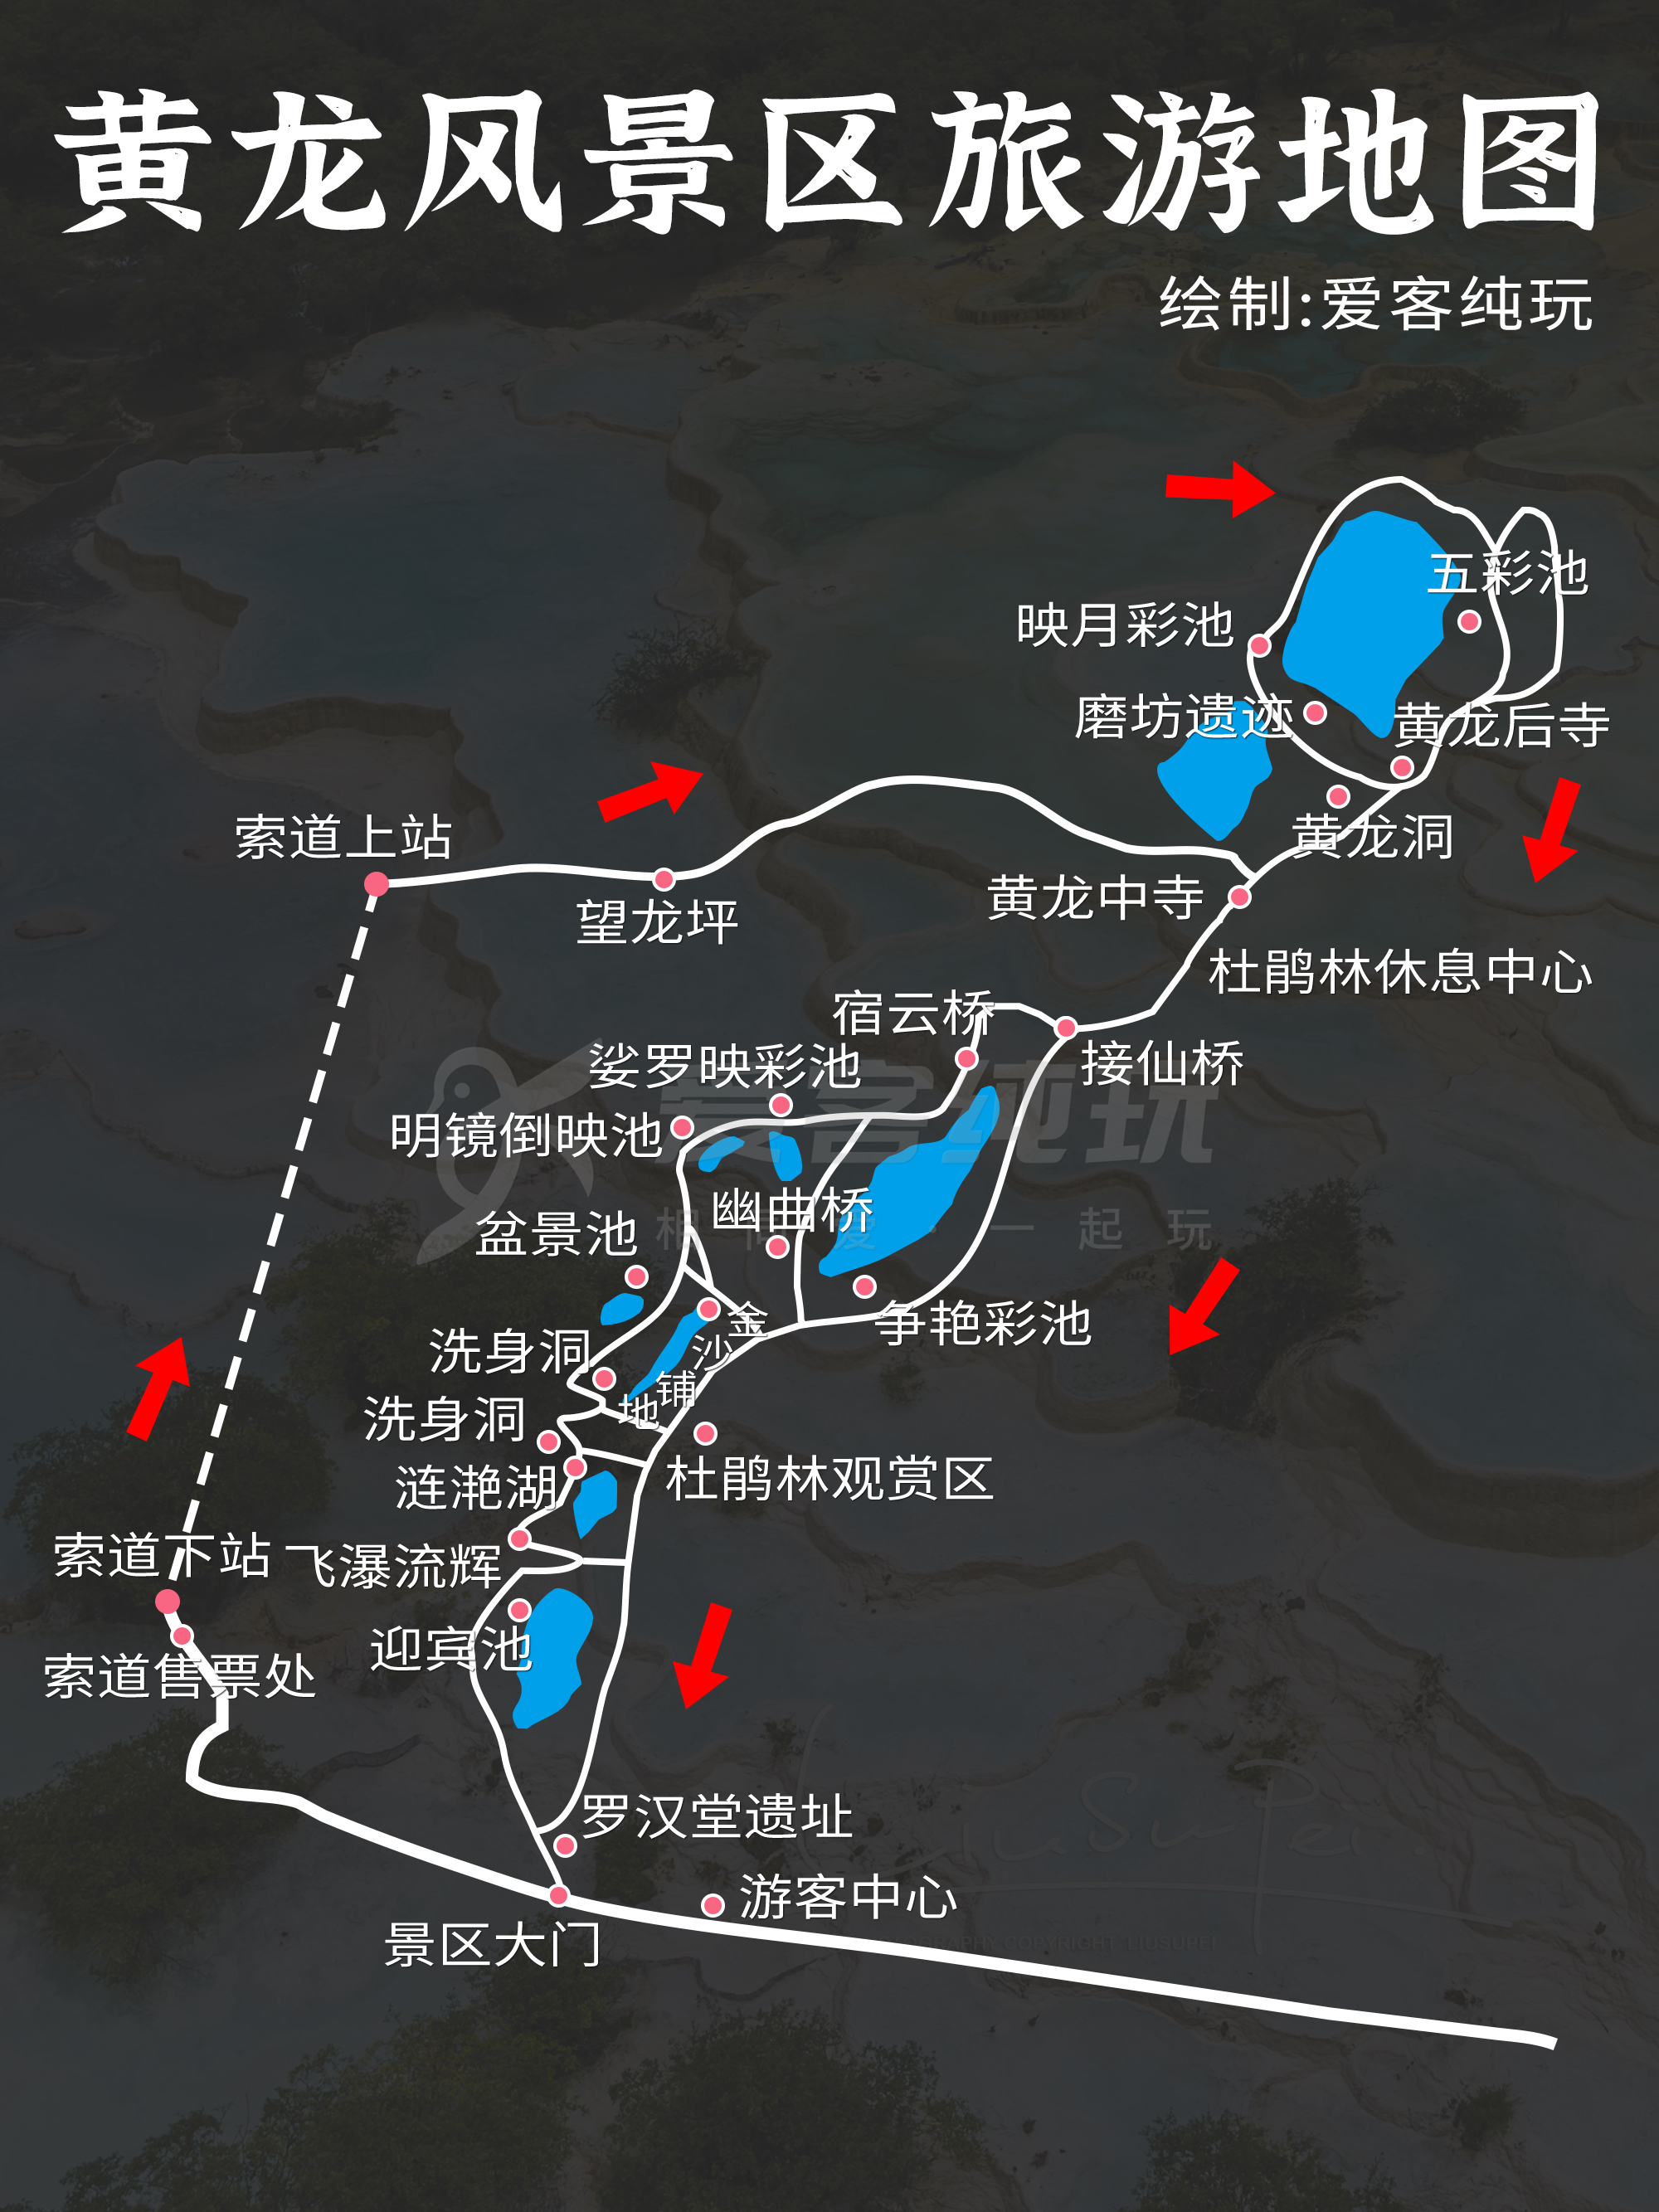 黄龙风景区旅游地图
绘制:爱客纯玩
五彩池
映月彩池
磨坊遗迹
黄龙后寺
索道上站
黄龙洞
望龙坪
黄龙中寺
杜鹃林休息中心
宿云桥
娑罗映彩池
接仙桥
明镜倒映池
爱客纯玩
幽曲桥
盆景池
相同爱·一起玩
金沙铺地
争艳彩池
洗身洞
洗身洞
杜鹃林观赏区
涟滟湖
索道下站
飞瀑流辉
迎宾池
索道售票处
罗汉堂遗址
游客中心
景区大门